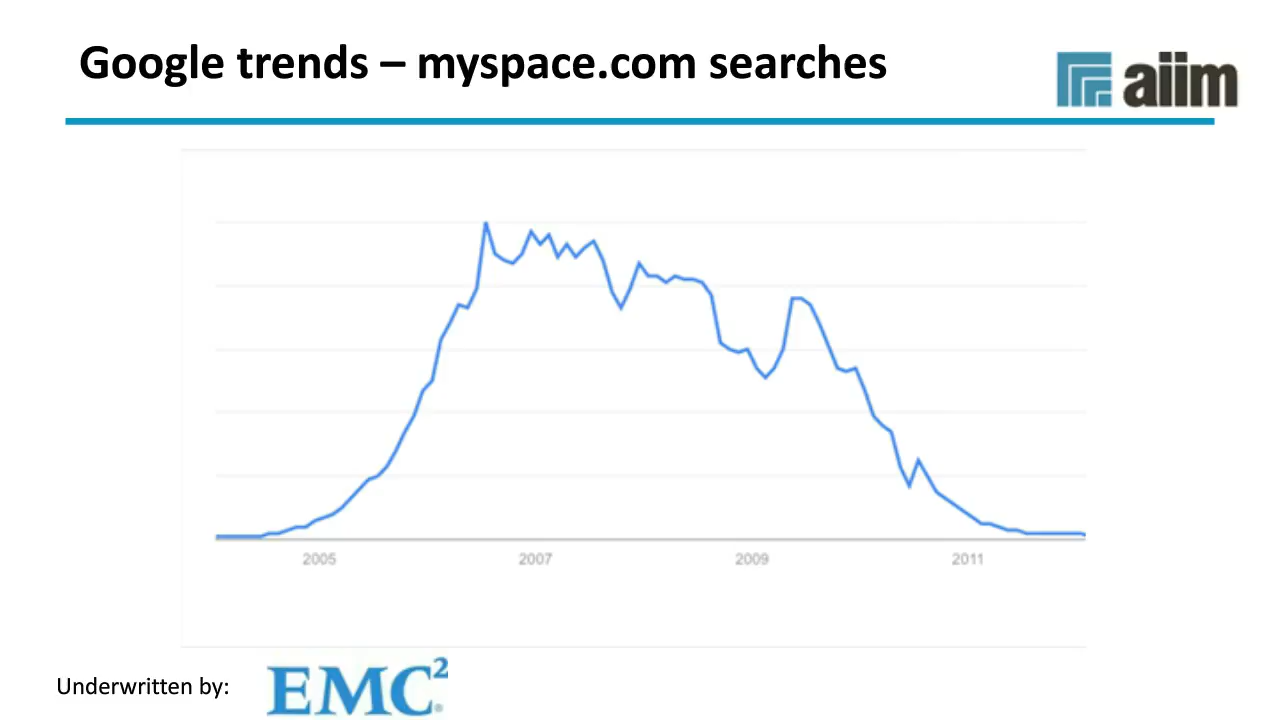 Google trends – myspace.com searches
aiim
2005 2007 2009 2011
Underwritten by:
EMC²®